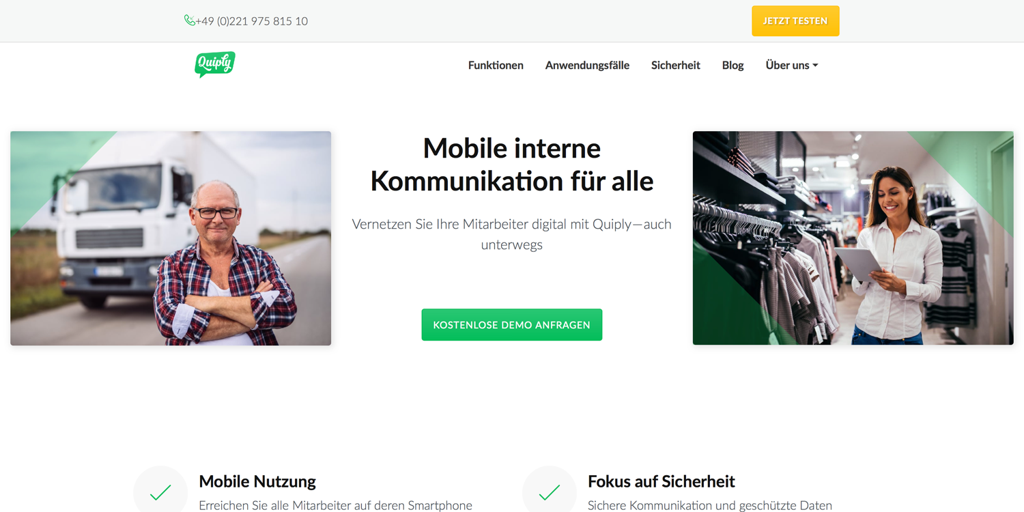 +49 (0)221 975 815 10
JETZT TESTEN
Quiply
Funktionen
Anwendungsfälle
Sicherheit
Blog
Über uns
Mobile interne
Kommunikation für alle
Vernetzen Sie Ihre Mitarbeiter digital mit Quiply—auch
unterwegs
KOSTENLOSE DEMO ANFRAGEN
Mobile Nutzung
Erreichen Sie alle Mitarbeiter auf deren Smartphone
Fokus auf Sicherheit
Sichere Kommunikation und geschützte Daten